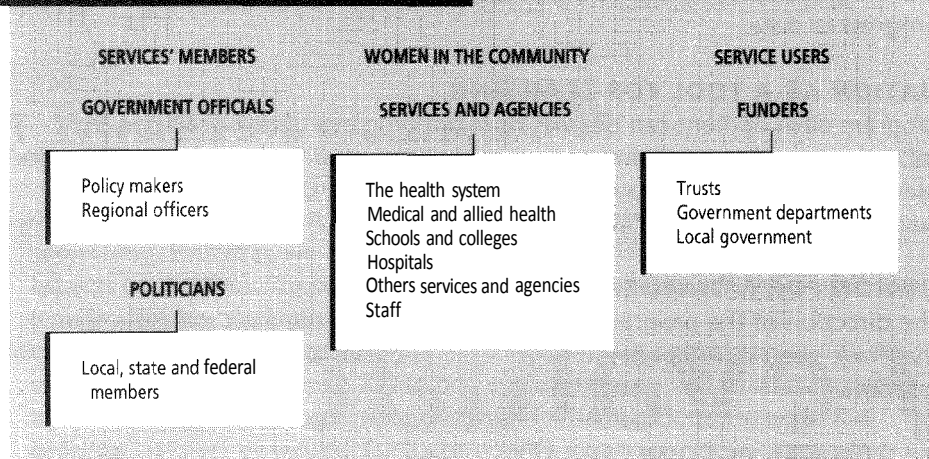 SERVICES' MEMBERS
WOMEN IN THE COMMUNITY
SERVICE USERS
GOVERNMENT OFFICIALS
Policy makers
Regional officers
POLITICIANS
Local, state and federal
members
SERVICES AND AGENCIES
The health system
Medical and allied health
Schools and colleges
Hospitals
Others services and agencies
Staff
FUNDERS
Trusts
Government departments
Local government